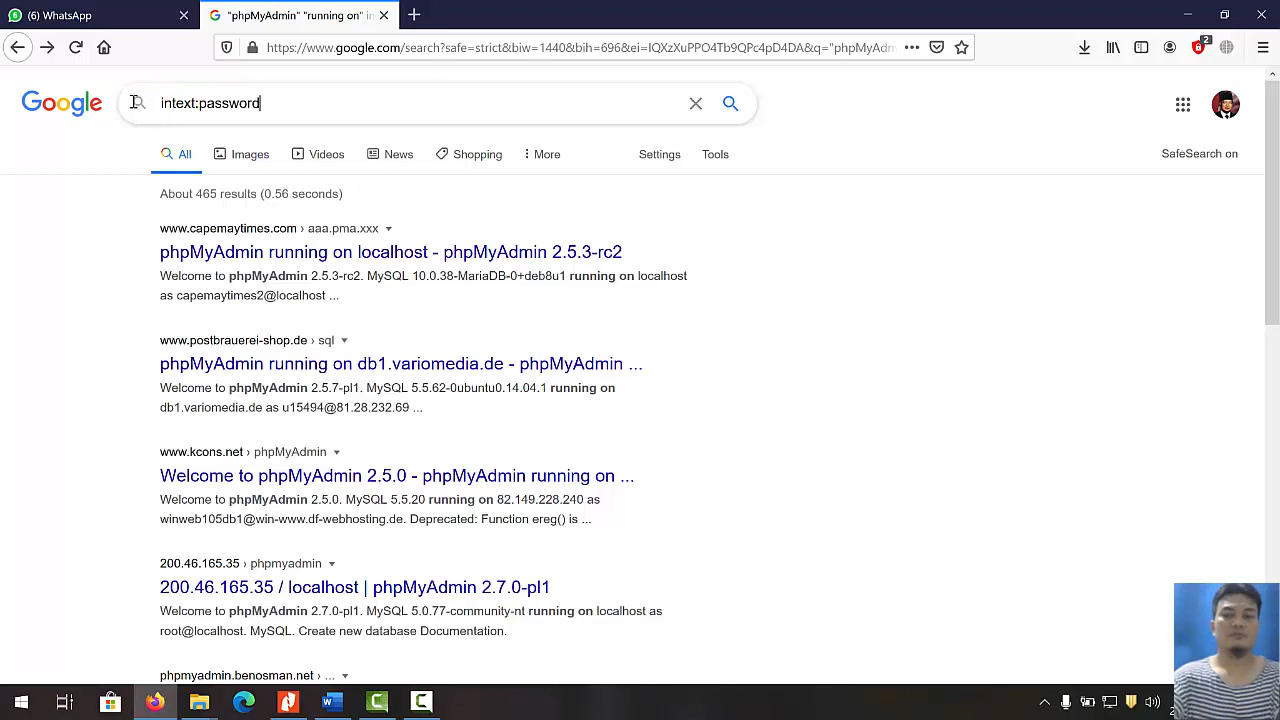 (6) WhatsApp
"phpMyAdmin" "running on" in
https://www.google.com/search?safe=strict&biw=1440&bih=696&ei=IQXzXuPPO4Tb9QPc4pD4DA&q="phpMyAdm
2
Google
intext:password
All
Images
Videos
News
Shopping
More
Settings
Tools
SafeSearch on
About 465 results (0.56 seconds)
www.capemaytimes.com › aaa.pma.xxx
phpMyAdmin running on localhost - phpMyAdmin 2.5.3-rc2
Welcome to phpMyAdmin 2.5.3-rc2. MySQL 10.0.38-MariaDB-0+deb8u1 running on localhost
as capemaytimes2@localhost ...
www.postbrauerei-shop.de › sql
phpMyAdmin running on db1.variomedia.de - phpMyAdmin ...
Welcome to phpMyAdmin 2.5.7-pl1. MySQL 5.5.62-0ubuntu0.14.04.1 running on
db1.variomedia.de as u15494@81.28.232.69 ...
www.kcons.net › phpMyAdmin
Welcome to phpMyAdmin 2.5.0 - phpMyAdmin running on ...
Welcome to phpMyAdmin 2.5.0. MySQL 5.5.20 running on 82.149.228.240 as
winweb105db1@win-www.df-webhosting.de. Deprecated: Function ereg() is ...
200.46.165.35 › phpmyadmin
200.46.165.35 / localhost | phpMyAdmin 2.7.0-pl1
Welcome to phpMyAdmin 2.7.0-pl1. MySQL 5.0.77-community-nt running on localhost as
root@localhost. MySQL. Create new database Documentation.
phpmyadmin.benosman.net › ...